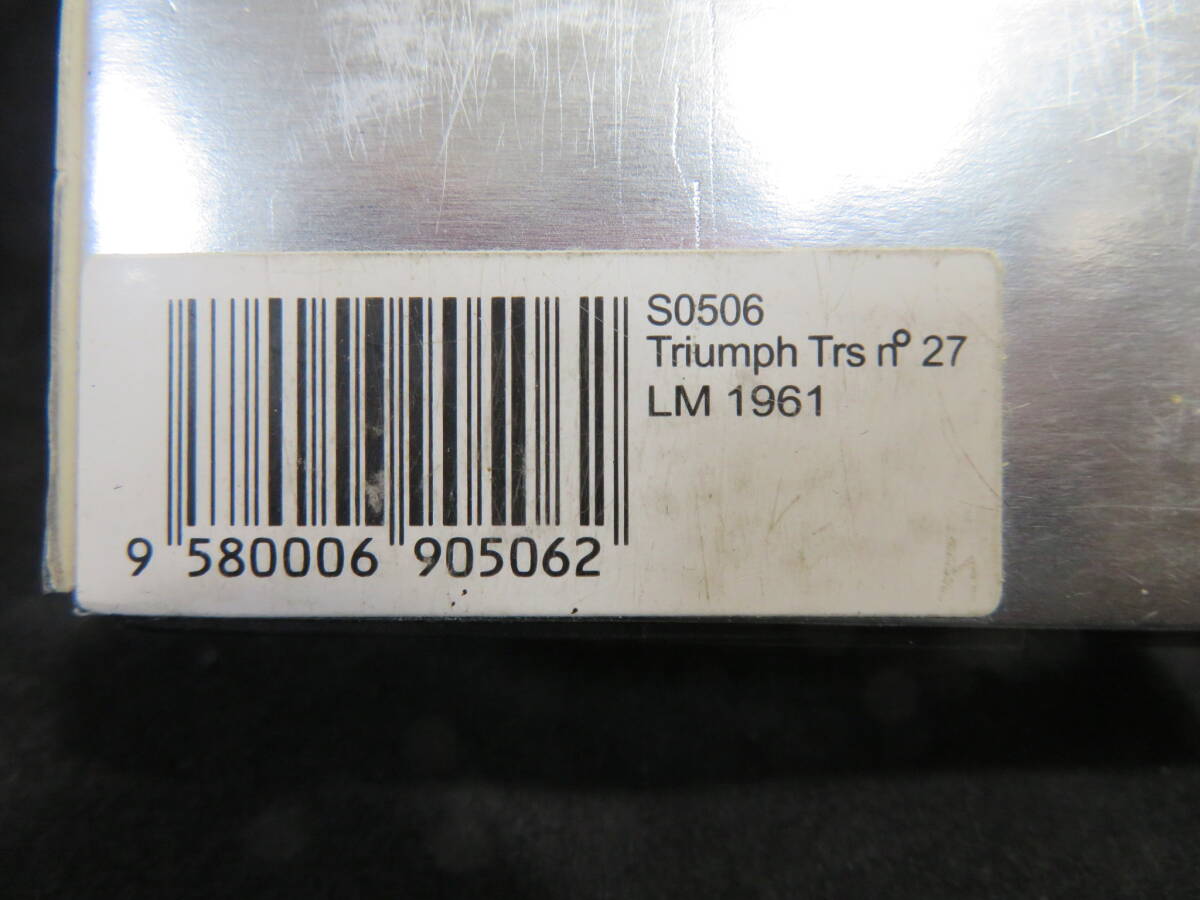 S0506
Triumph Trs nº 27
LM 1961
9 580006 905062